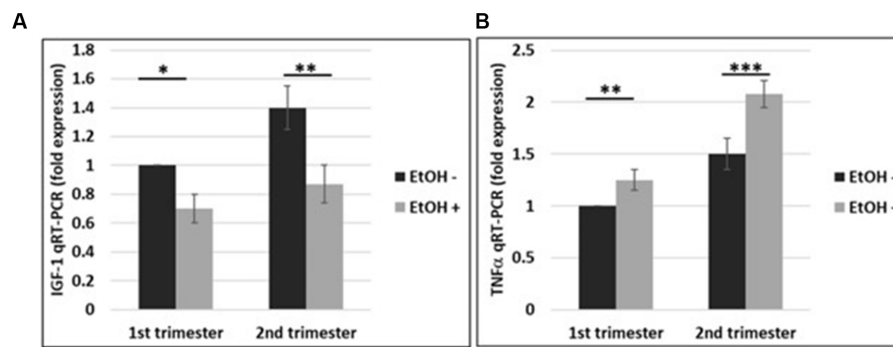 A
IGF-1 qRT-PCR (fold expression)
1.8
1.6
1.4
1.2
1
0.8
0.6
0.4
0.2
0
*
**
1st trimester
2nd trimester
EtOH -
EtOH +
B
TNFα qRT-PCR (fold expression)
2.5
2
1.5
1
0.5
0
**
***
1st trimester
2nd trimester
EtOH -
EtOH -